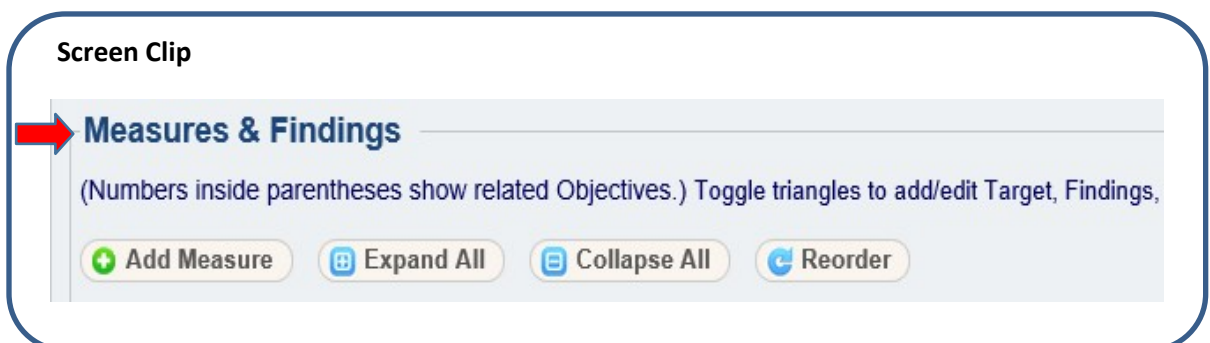 Screen Clip
Measures & Findings
(Numbers inside parentheses show related Objectives.) Toggle triangles to add/edit Target, Findings,
Add Measure Expand All Collapse All Reorder